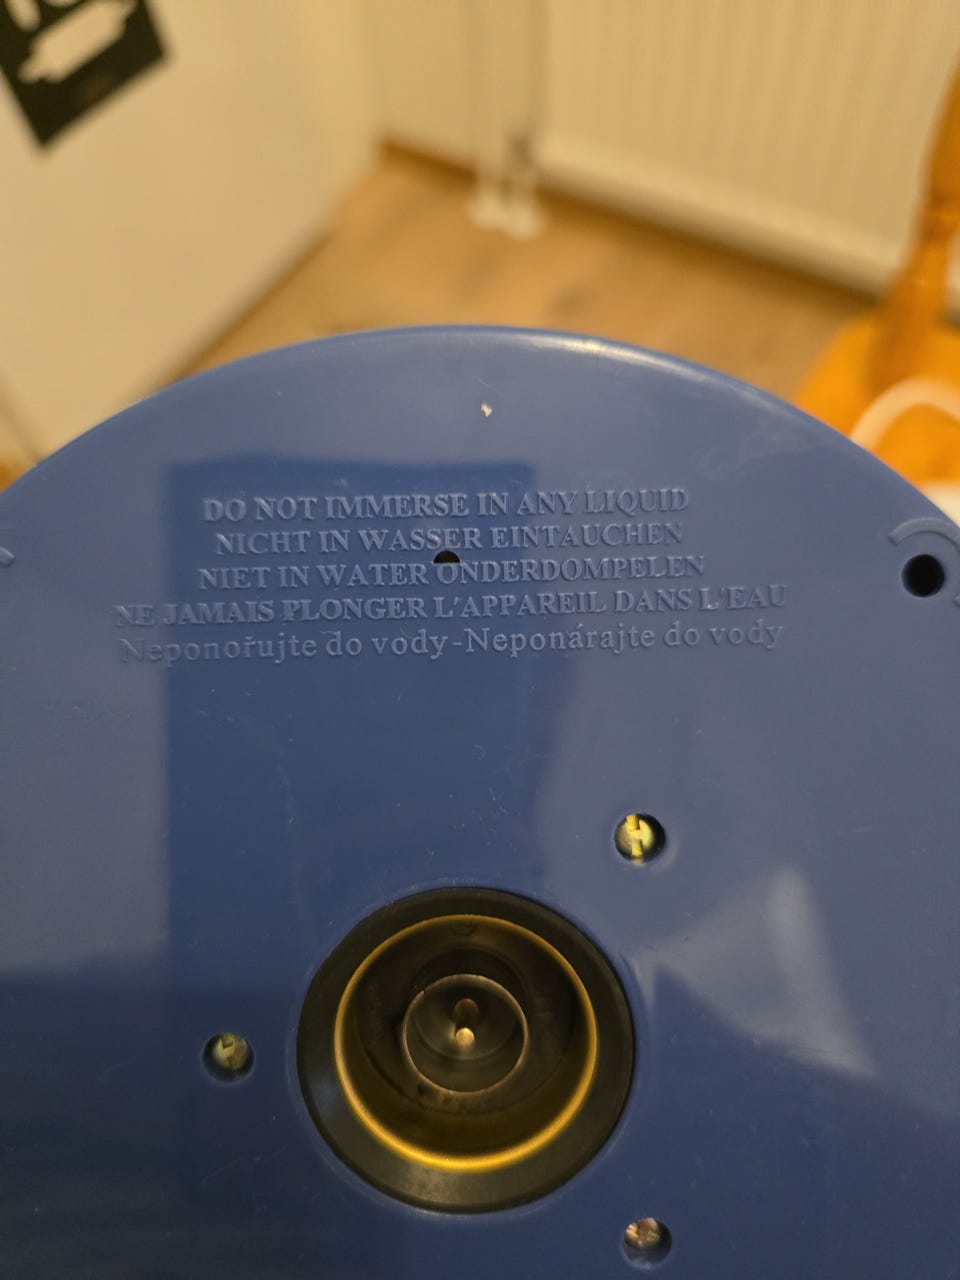 DO NOT IMMERSE IN ANY LIQUID
NICHT IN WASSER EINTAUCHEN
NIET IN WATER ONDERDOMPELEN
NE JAMAIS PLONGER L'APPAREIL DANS L'EAU
Neponořujte do vody-Neponárajte do vody